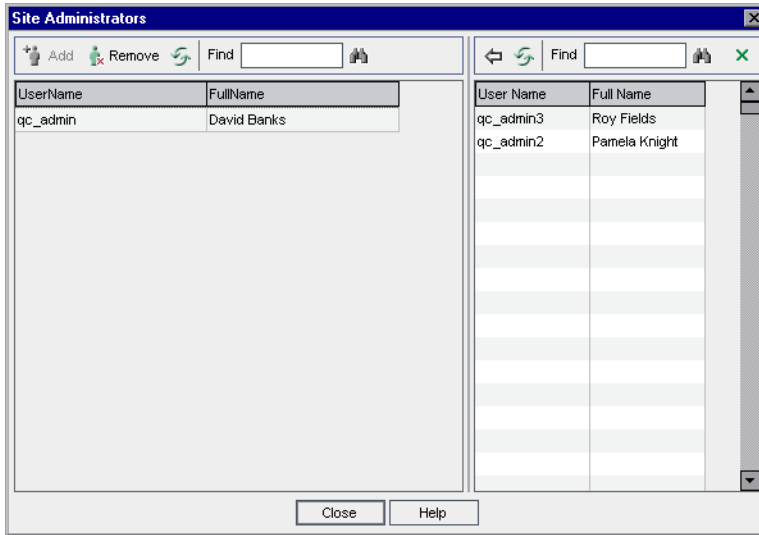 Site Administrators
Add Remove Find
Find
UserName FullName
qc_admin David Banks
User Name Full Name
qc_admin3 Roy Fields
qc_admin2 Pamela Knight
Close Help